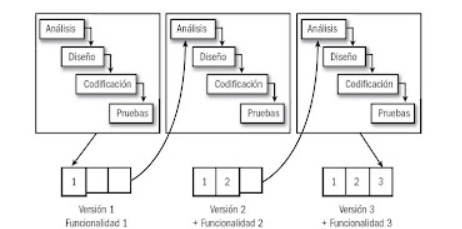 Análisis
Diseño
Codificación
Pruebas
Análisis
Diseño
Codificación
Pruebas
Análisis
Diseño
Codificación
Pruebas
1
1 2
1 2 3
Versión 1
Funcionalidad 1
Versión 2
+ Funcionalidad 2
Versión 3
+ Funcionalidad 3